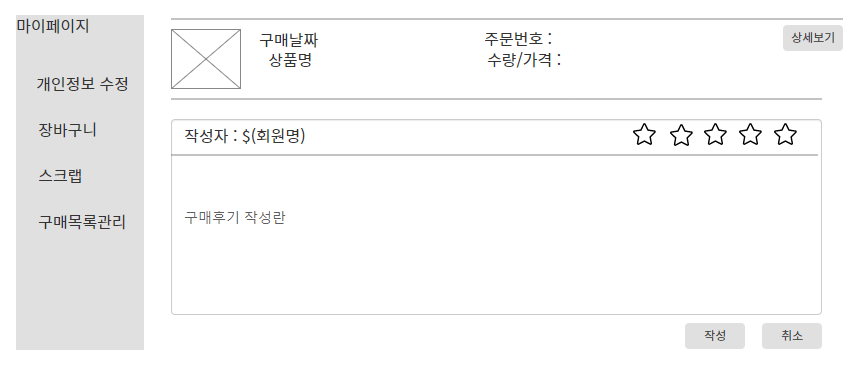 마이페이지
개인정보 수정
장바구니
스크랩
구매목록관리
구매날짜
상품명
주문번호 :
수량/가격 :
상세보기
작성자 : $(회원명)
구매후기 작성란
작성
취소